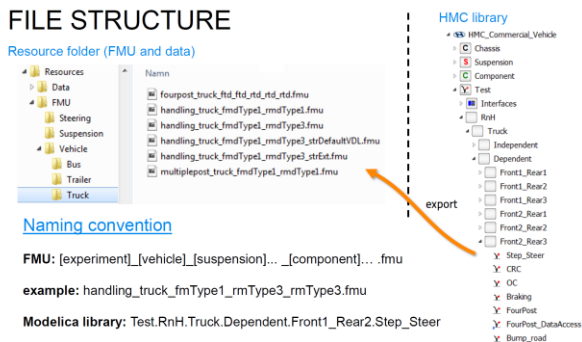 FILE STRUCTURE
Resource folder (FMU and data)
Resources
Data
FMU
Steering
Suspension
Vehicle
Bus
Trailer
Truck
Namn
fourpost_truck_ftd_ftd_rtd_rtd_rtd.fmu
handling_truck_fmdType1_rmdType1.fmu
handling_truck_fmdType1_rmdType3.fmu
handling_truck_fmdType1_rmdType3_strDefaultVDL.fmu
handling_truck_fmdType1_rmdType3_strExt.fmu
multiplepost_truck_fmdType1_rmdType1.fmu
Naming convention
FMU: [experiment]_[vehicle]_[suspension]... _[component]… .fmu
example: handling_truck_fmType1_rmType3_rmType3.fmu
Modelica library: Test.RnH.Truck.Dependent.Front1_Rear2.Step_Steer
export
HMC library
HMC_Commercial_Vehicle
C Chassis
S Suspension
C Component
Test
Interfaces
RnH
Truck
Independent
Dependent
Front1_Rear1
Front1_Rear2
Front1_Rear3
Front2_Rear1
Front2_Rear2
Front2_Rear3
Step_Steer
CRC
OC
Braking
FourPost
FourPost_DataAccess
Bump_road